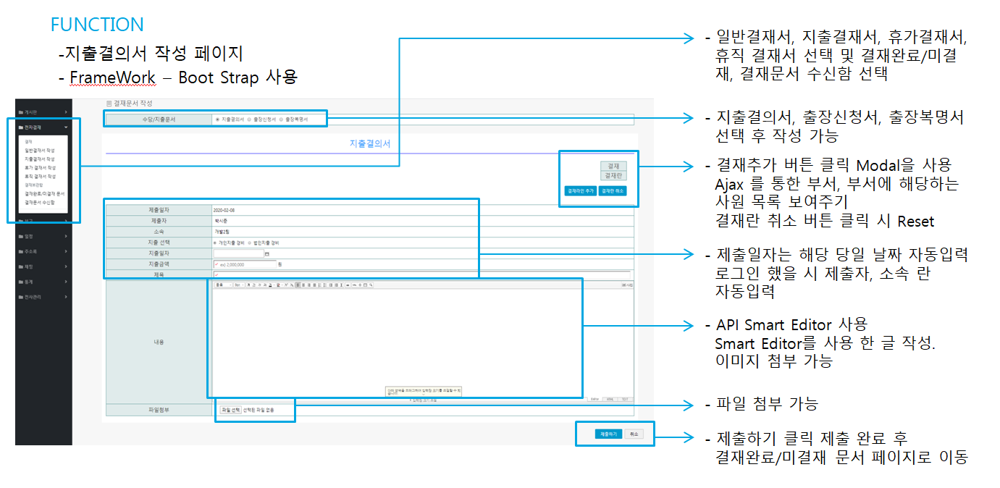 FUNCTION
-지출결의서 작성 페이지
- FrameWork – Boot Strap 사용
게시판
전자결재
결재
일반결재서 작성
지출결재서 작성
휴가 결재서 작성
휴직 결재서 작성
결재보관함
결재완료/미결재 문서
결재문서 수신함
보고
일정
주소록
채팅
통계
전사관리
결재문서 작성
수당/지출문서
지출결의서 출장신청서 출장복명서
지출결의서
결재
결재란
결재라인 추가 결재란 취소
제출일자 2020-02-08
제출자 박시준
소속 개발2팀
지출 선택 개인지출 경비 법인지출 경비
지출일자
지출금액 ex) 2,000,000 원
제목
내용
Editor HTML TEXT
파일첨부 파일 선택 선택된 파일 없음
제출하기 취소
- 일반결재서, 지출결재서, 휴가결재서,
휴직 결재서 선택 및 결재완료/미결
재, 결재문서 수신함 선택
- 지출결의서, 출장신청서, 출장복명서
선택 후 작성 가능
- 결재추가 버튼 클릭 Modal을 사용
Ajax 를 통한 부서, 부서에 해당하는
사원 목록 보여주기
결재란 취소 버튼 클릭 시 Reset
- 제출일자는 해당 당일 날짜 자동입력
로그인 했을 시 제출자, 소속 란
자동입력
- API Smart Editor 사용
Smart Editor를 사용 한 글 작성.
이미지 첨부 가능
- 파일 첨부 가능
- 제출하기 클릭 제출 완료 후
결재완료/미결재 문서 페이지로 이동